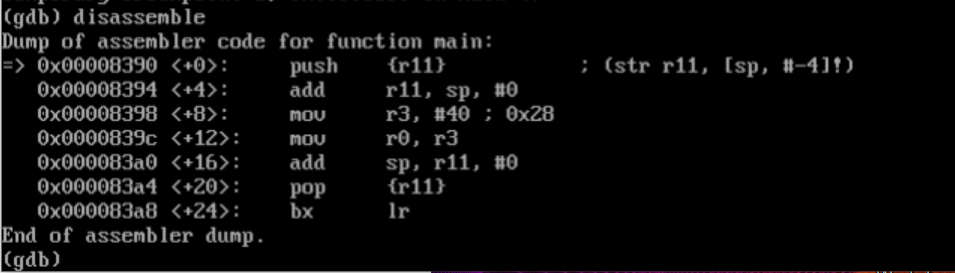 (gdb) disassemble
Dump of assembler code for function main:
=> 0x00008390 <+0>:     push    {r11}           ; (str r11, [sp, #-4]!)
   0x00008394 <+4>:     add     r11, sp, #0
   0x00008398 <+8>:     mov     r3, #40 ; 0x28
   0x0000839c <+12>:    mov     r0, r3
   0x000083a0 <+16>:    add     sp, r11, #0
   0x000083a4 <+20>:    pop     {r11}
   0x000083a8 <+24>:    bx      lr
End of assembler dump.
(gdb)